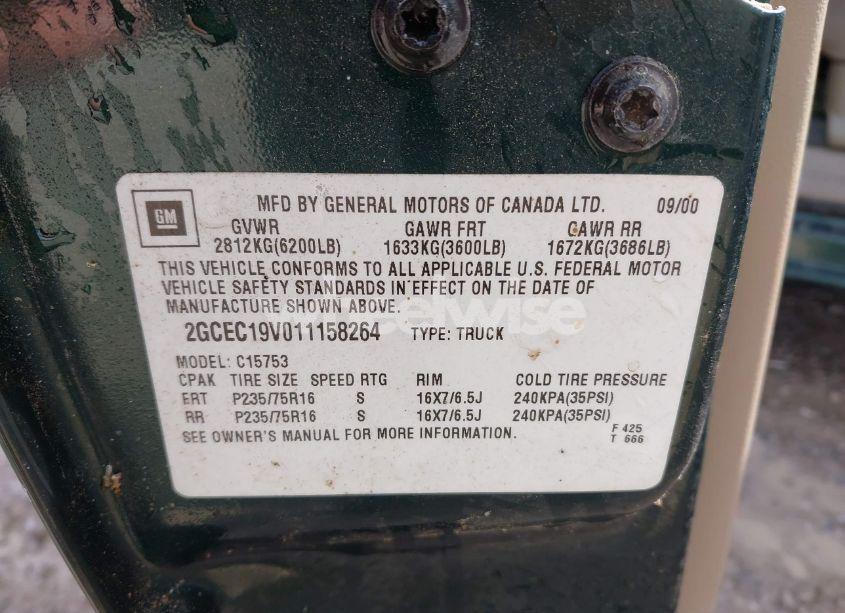 GM
MFD BY GENERAL MOTORS OF CANADA LTD. 09/00
GVWR GAWR FRT GAWR RR
2812KG(6200LB) 1633KG(3600LB) 1672KG(3686LB)
THIS VEHICLE CONFORMS TO ALL APPLICABLE U.S. FEDERAL MOTOR
VEHICLE SAFETY STANDARDS IN EFFECT ON THE DATE OF
MANUFACTURE SHOWN ABOVE.
2GCEC19V011158264 TYPE: TRUCK
MODEL: C15753
CPAK TIRE SIZE SPEED RTG RIM COLD TIRE PRESSURE
FRT P235/75R16 S 16X7/6.5J 240KPA(35PSI)
RR P235/75R16 S 16X7/6.5J 240KPA(35PSI)
SEE OWNER'S MANUAL FOR MORE INFORMATION.
F 425
T 666